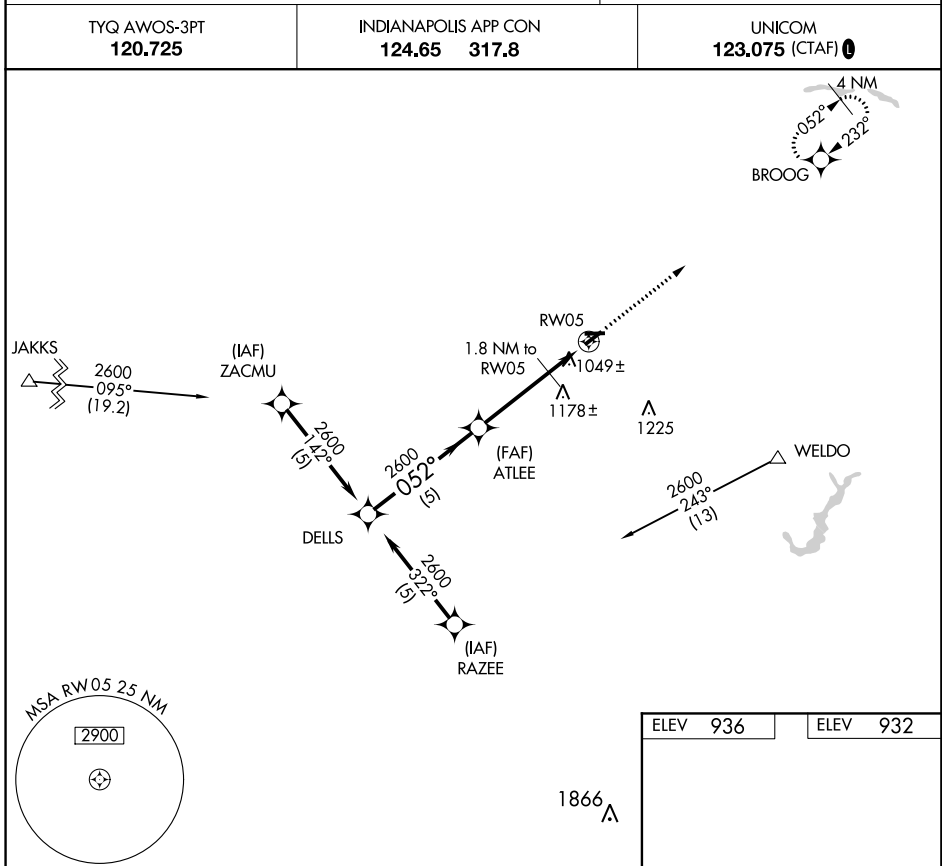 TYQ AWOS-3PT
120.725
INDIANAPOLIS APP CON
124.65 317.8
UNICOM
123.075 (CTAF) L
4 NM
052°
232°
BROOG
RW05
1.8 NM to
RW05
1049±
1178±
1225
JAKKS
2600
095°
(19.2)
(IAF)
ZACMU
2600
142°
(5)
2600
052°
(5)
(FAF)
ATLEE
WELDO
2600
243°
(13)
DELLS
2600
322°
(5)
(IAF)
RAZEE
MSA RW05 25 NM
2900
1866
ELEV 936
ELEV 932